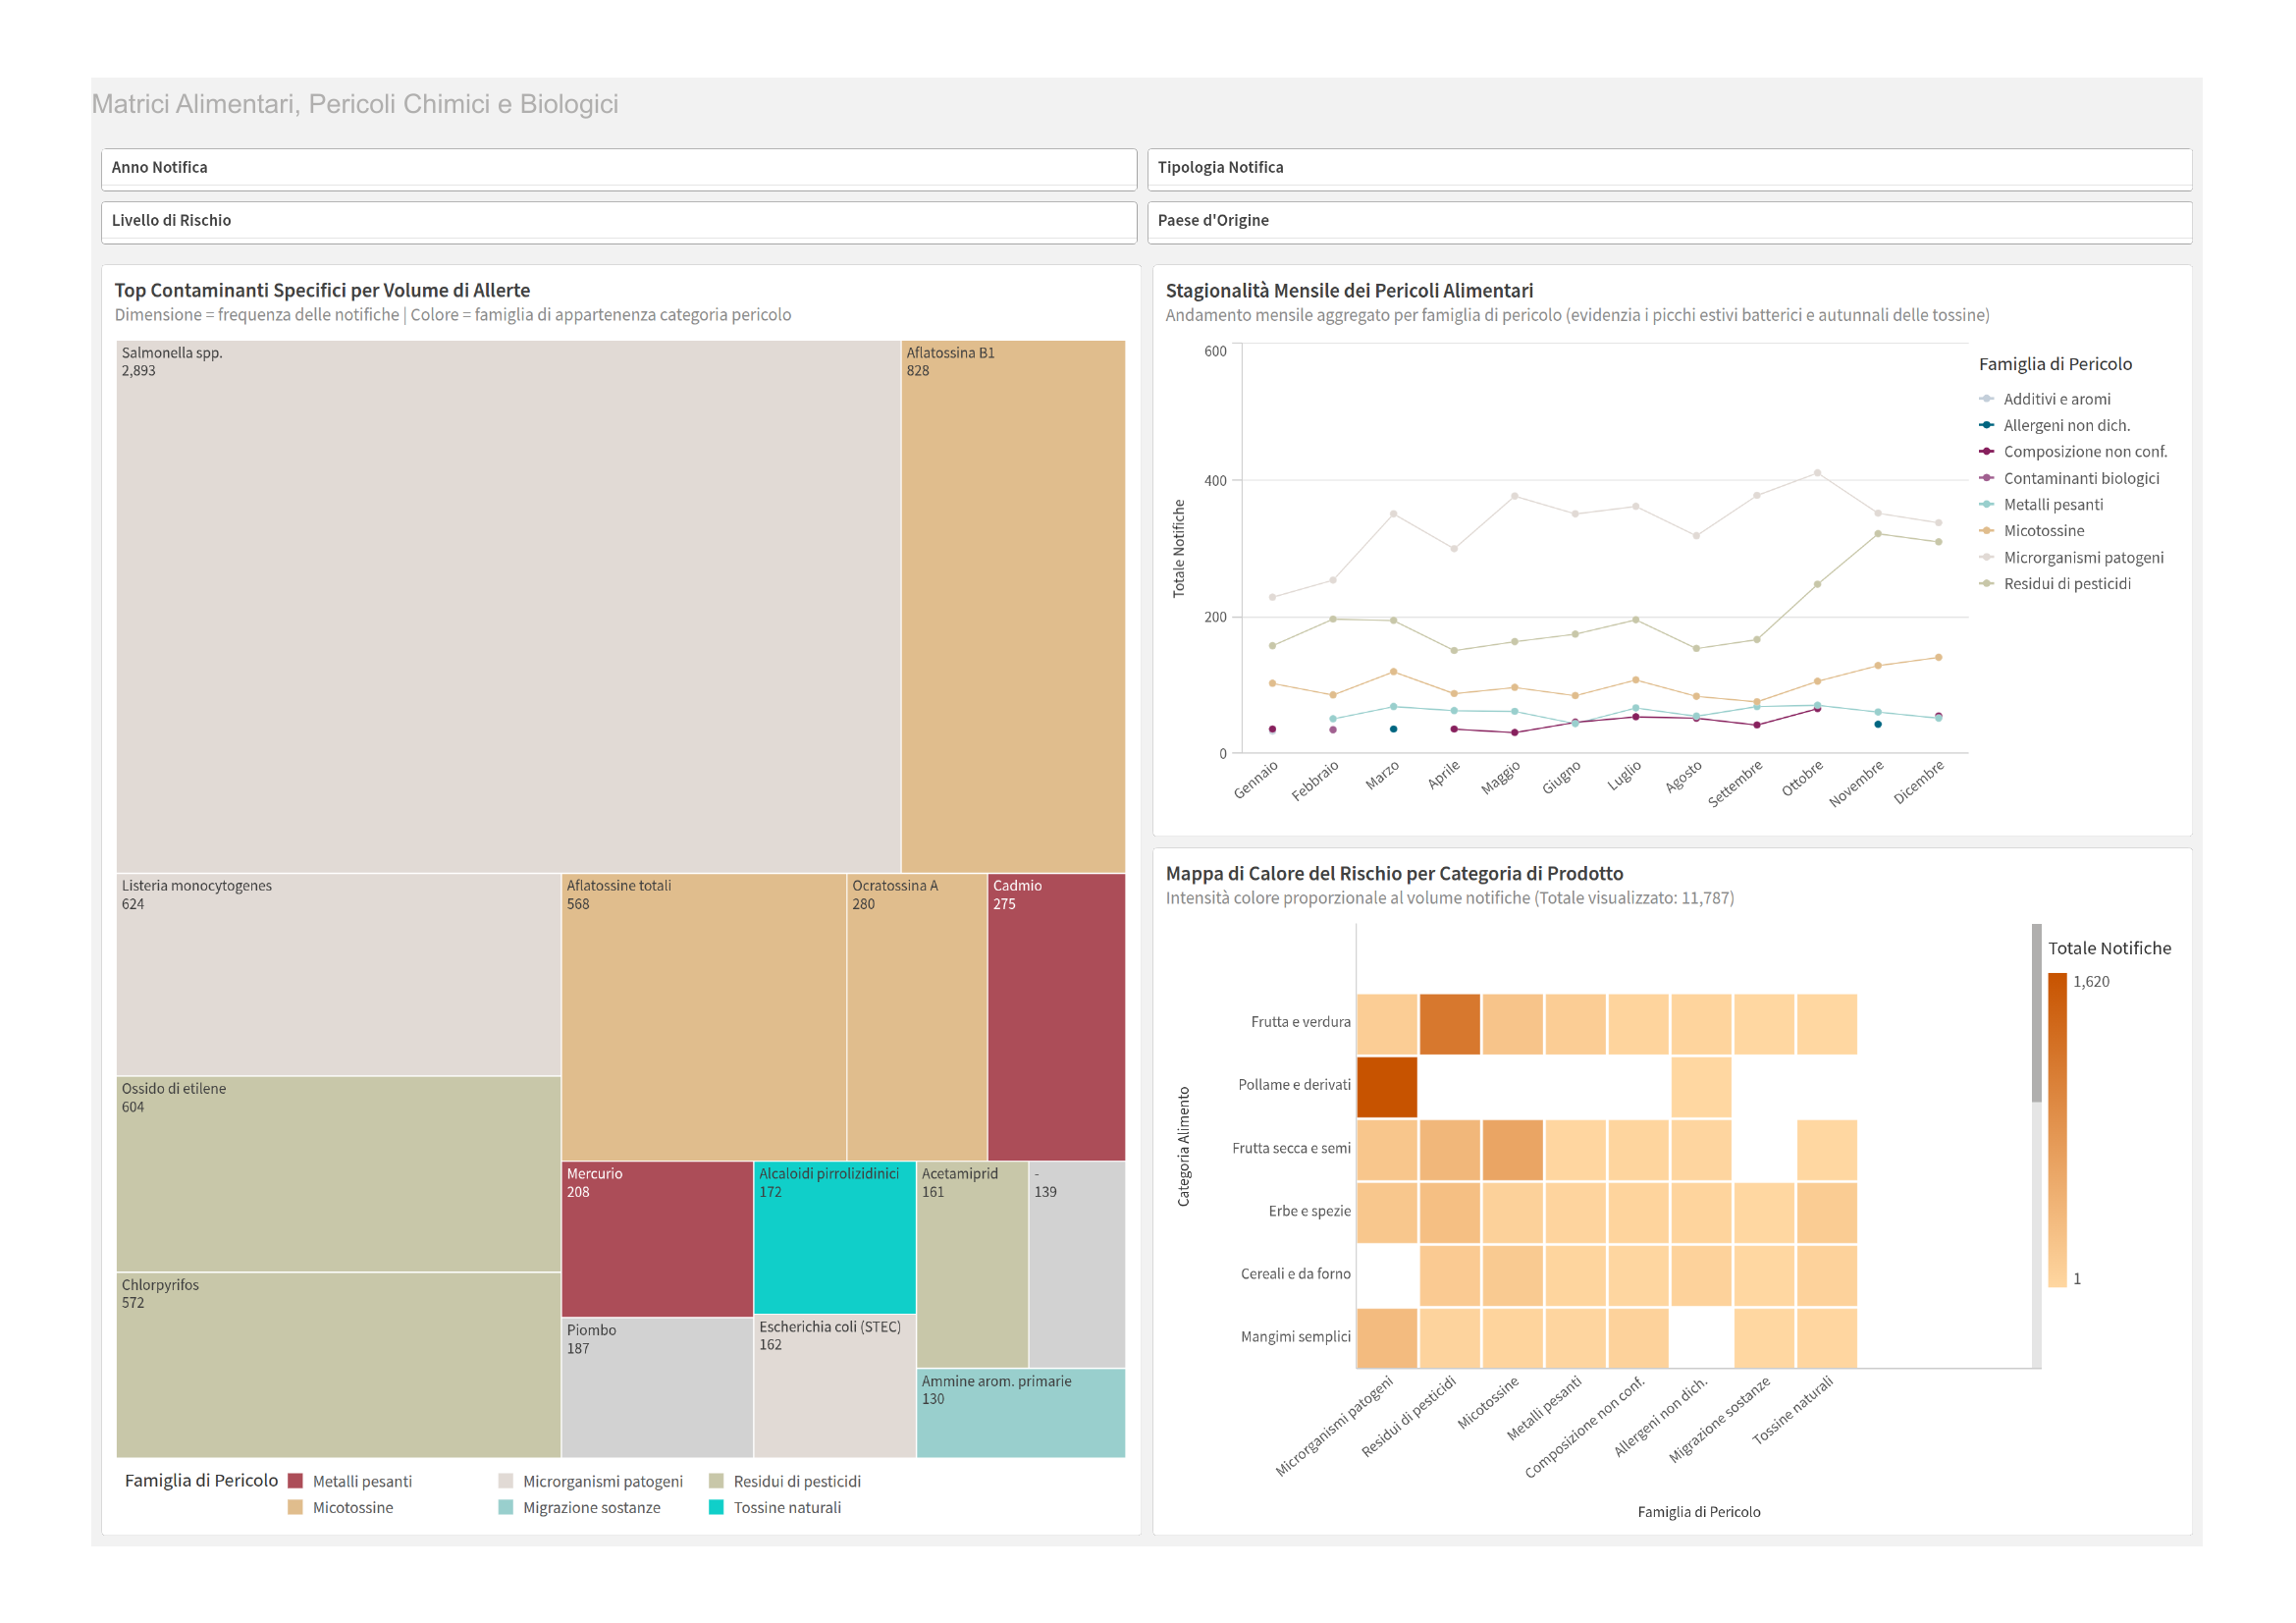 Matrici Alimentari, Pericoli Chimici e Biologici
Anno Notifica
Tipologia Notifica
Livello di Rischio
Paese d'Origine
Top Contaminanti Specifici per Volume di Allerte
Dimensione = frequenza delle notifiche | Colore = famiglia di appartenenza categoria pericolo
Salmonella spp.
2,893
Aflatossina B1
828
Listeria monocytogenes
624
Aflatossine totali
568
Ocratossina A
280
Cadmio
275
Ossido di etilene
604
Chlorpyrifos
572
Mercurio
208
Alcaloidi pirrolizidinici
172
Acetamiprid
161
-
139
Piombo
187
Escherichia coli (STEC)
162
Ammine arom. primarie
130
Famiglia di Pericolo
Metalli pesanti
Microrganismi patogeni
Residui di pesticidi
Micotossine
Migrazione sostanze
Tossine naturali
Stagionalità Mensile dei Pericoli Alimentari
Andamento mensile aggregato per famiglia di pericolo (evidenzia i picchi estivi batterici e autunnali delle tossine)
Totale Notifiche
600
400
200
0
Gennaio
Febbraio
Marzo
Aprile
Maggio
Giugno
Luglio
Agosto
Settembre
Ottobre
Novembre
Dicembre
Famiglia di Pericolo
Additivi e aromi
Allergeni non dich.
Composizione non conf.
Contaminanti biologici
Metalli pesanti
Micotossine
Microrganismi patogeni
Residui di pesticidi
Mappa di Calore del Rischio per Categoria di Prodotto
Intensità colore proporzionale al volume notifiche (Totale visualizzato: 11,787)
Categoria Alimento
Frutta e verdura
Pollame e derivati
Frutta secca e semi
Erbe e spezie
Cereali e da forno
Mangimi semplici
Microrganismi patogeni
Residui di pesticidi
Micotossine
Metalli pesanti
Composizione non conf.
Allergeni non dich.
Migrazione sostanze
Tossine naturali
Famiglia di Pericolo
Totale Notifiche
1,620
1